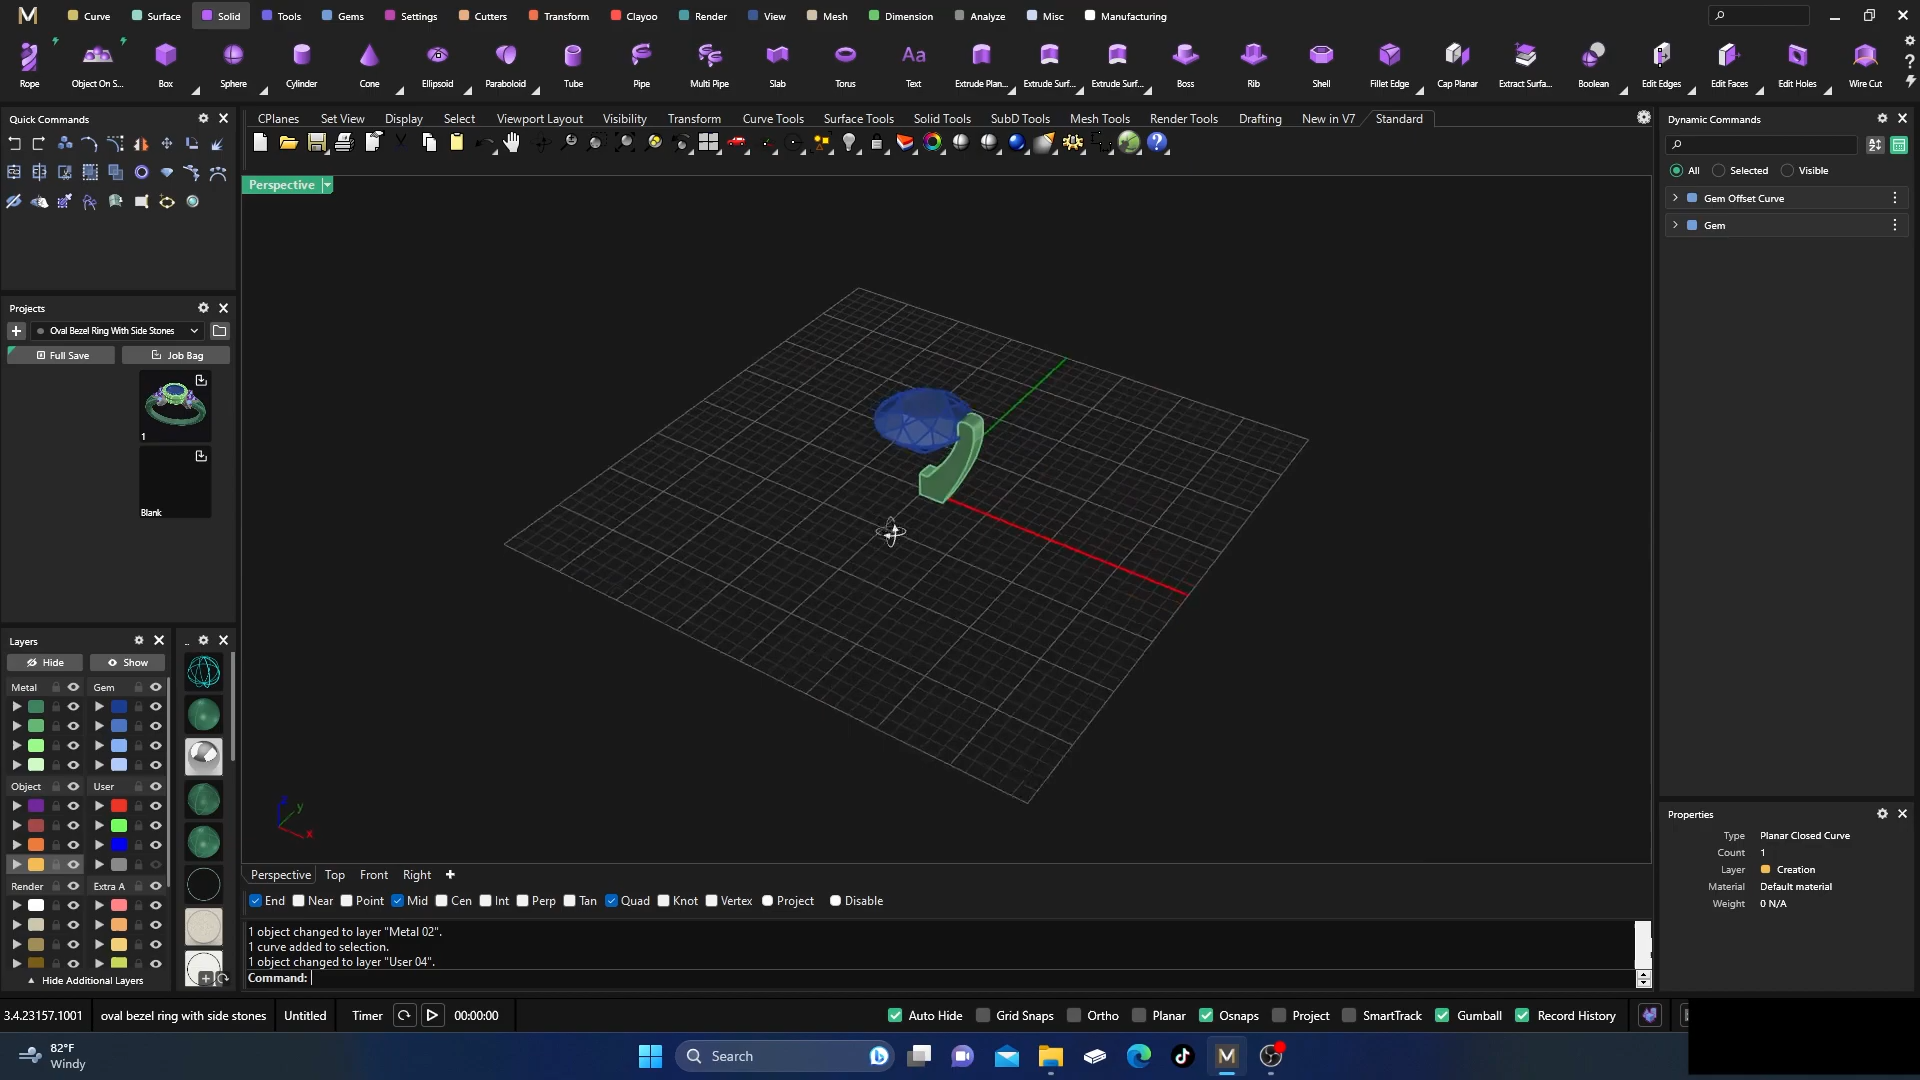 Curve Surface Solid Tools Gems Settings Cutters Transform Clayoo Render View Mesh Dimension Analyze Misc Manufacturing
Rope Object On S... Box Sphere Cylinder Cone Ellipsoid Paraboloid Tube Pipe Multi Pipe Slab Torus Text Extrude Plan... Extrude Surf... Extrude Surf... Boss Rib Shell Fillet Edge Cap Planar Extract Surfa... Boolean Edit Edges Edit Faces Edit Holes Wire Cut
Quick Commands
CPlanes Set View Display Select Viewport Layout Visibility Transform Curve Tools Surface Tools Solid Tools SubD Tools Mesh Tools Render Tools Drafting New in V7 Standard
Dynamic Commands
All Selected Visible
Perspective
Gem Offset Curve
Gem
Projects
Oval Bezel Ring With Side Stones
Full Save Job Bag
1
Blank
Layers
Hide Show
Metal Gem
Object User
Render Extra A
Hide Additional Layers
x
y
z
Perspective Top Front Right
End Near Point Mid Cen Int Perp Tan Quad Knot Vertex Project Disable
1 object changed to layer "Metal 02".
1 curve added to selection.
1 object changed to layer "User 04".
Command:
Properties
Type Planar Closed Curve
Count 1
Layer Creation
Material Default material
Weight 0 N/A
3.4.23157.1001 oval bezel ring with side stones Untitled Timer 00:00:00 Auto Hide Grid Snaps Ortho Planar Osnaps Project SmartTrack Gumball Record History
82°F
Windy
Search